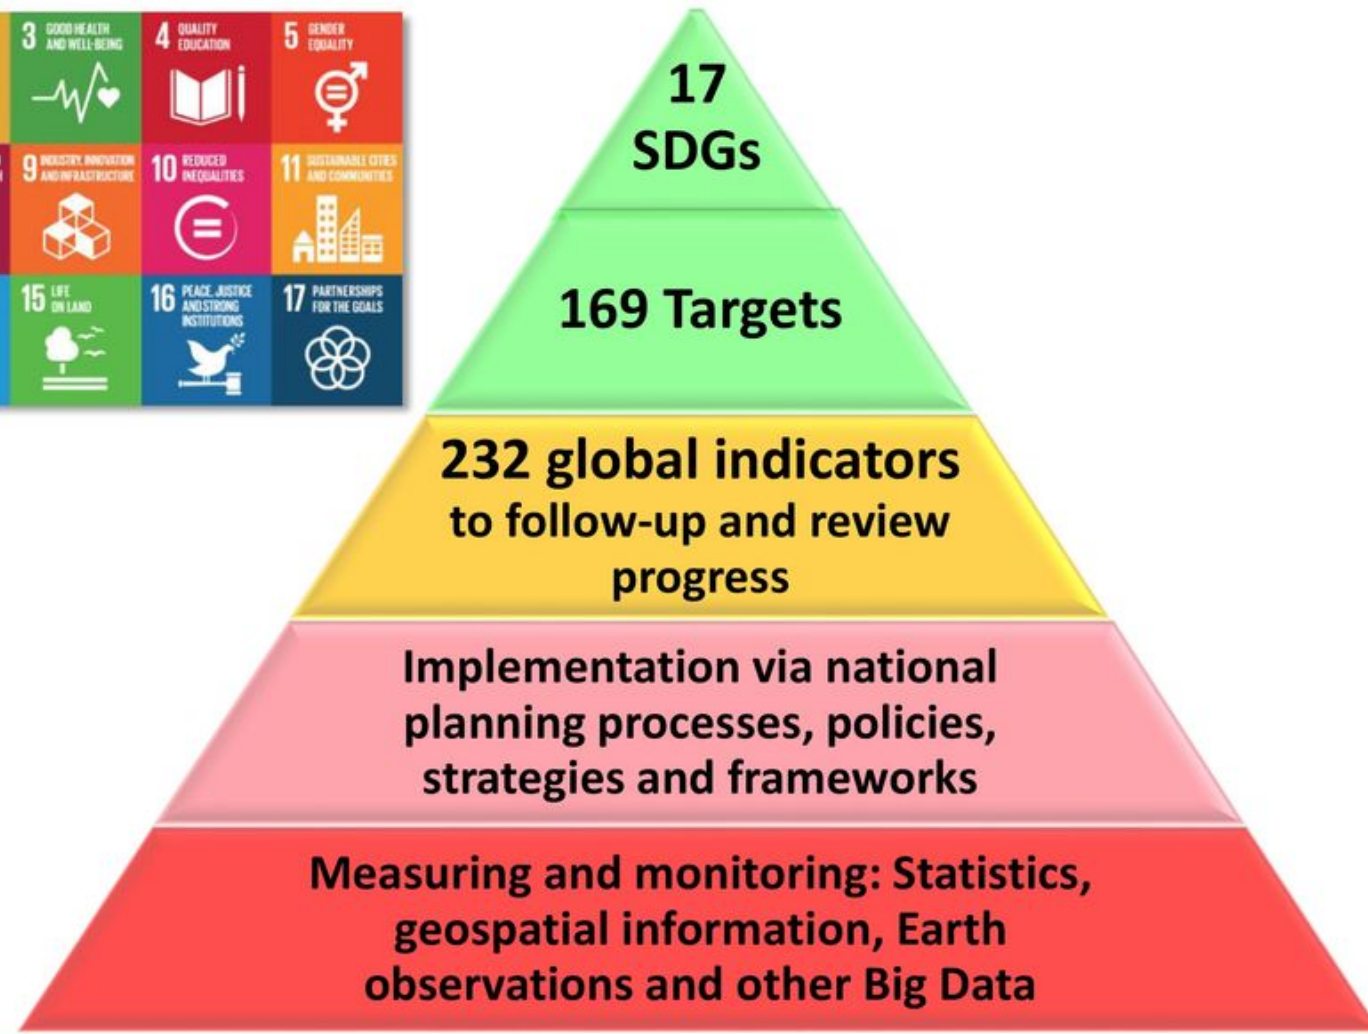 3 GOOD HEALTH
AND WELL-BEING
4 QUALITY
EDUCATION
5 GENDER
EQUALITY
9 INDUSTRY, INNOVATION
AND INFRASTRUCTURE
10 REDUCED
INEQUALITIES
11 SUSTAINABLE CITIES
AND COMMUNITIES
15 LIFE
ON LAND
16 PEACE, JUSTICE
AND STRONG
INSTITUTIONS
17 PARTNERSHIPS
FOR THE GOALS
17
SDGs
169 Targets
232 global indicators
to follow-up and review
progress
Implementation via national
planning processes, policies,
strategies and frameworks
Measuring and monitoring: Statistics,
geospatial information, Earth
observations and other Big Data